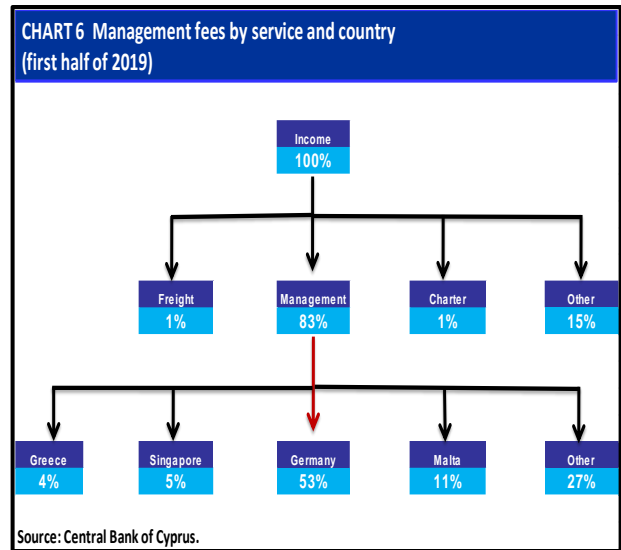 CHART 6 Management fees by service and country
(first half of 2019)
Income
100%
Freight
1%
Management
83%
Charter
1%
Other
15%
Greece
4%
Singapore
5%
Germany
53%
Malta
11%
Other
27%
Source: Central Bank of Cyprus.